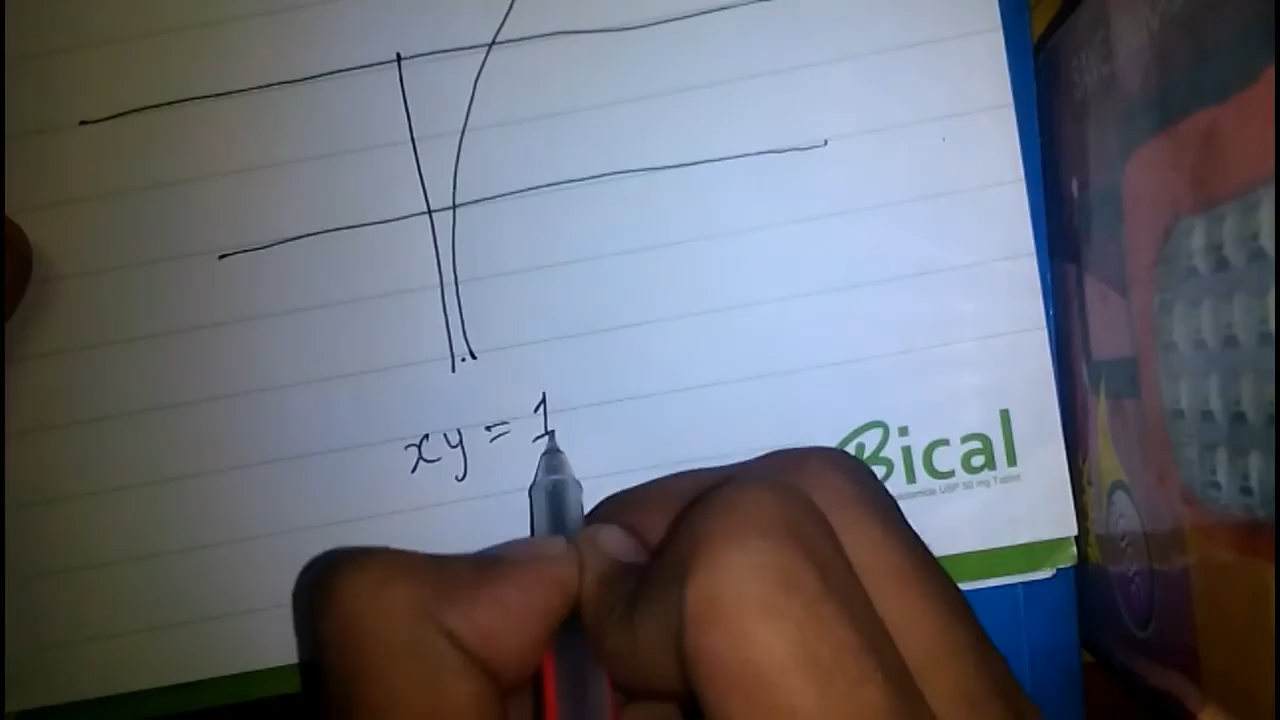 xy = 1
Bical